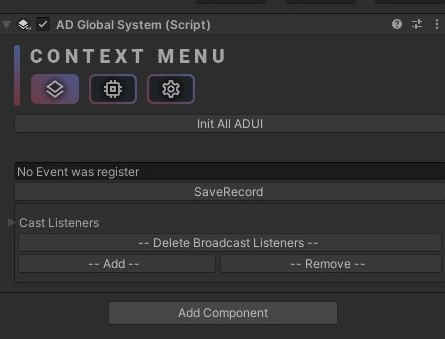 AD Global System (Script)
CONTEXT MENU
Init All ADUI
No Event was register
SaveRecord
Cast Listeners
-- Delete Broadcast Listeners --
-- Add --
-- Remove --
Add Component